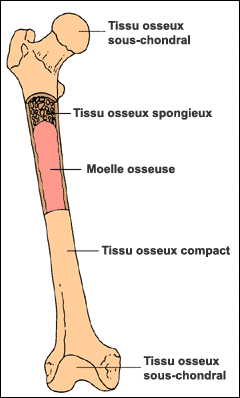 Tissu osseux
sous-chondral
Tissu osseux spongieux
Moelle osseuse
Tissu osseux compact
Tissu osseux
sous-chondral